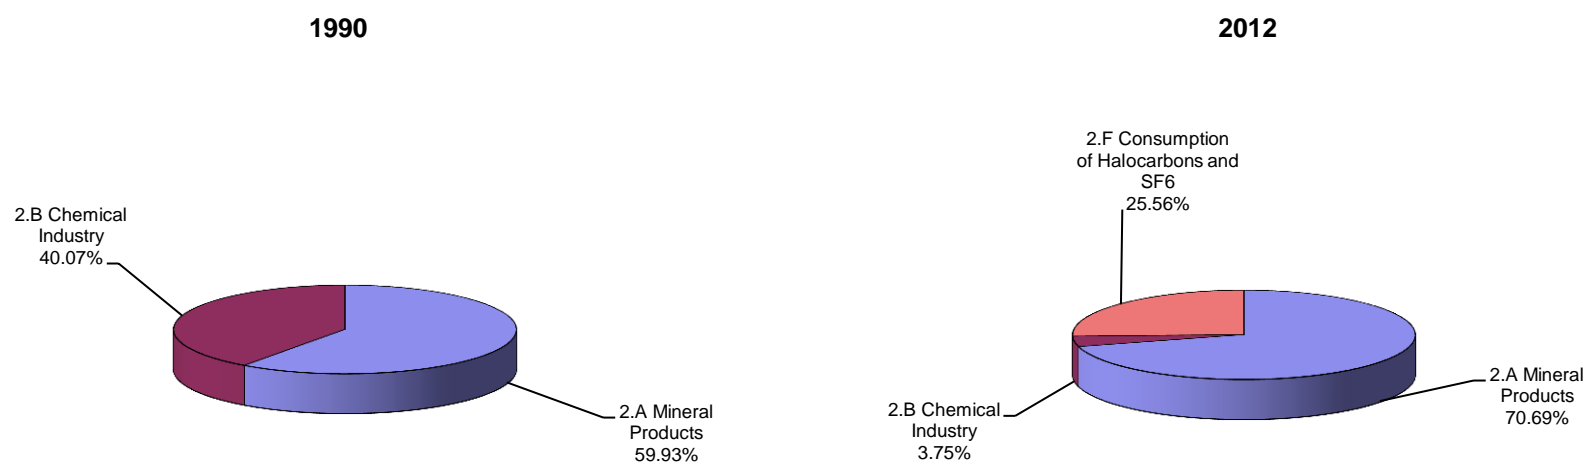 1990
2.B Chemical
Industry
40.07%
2.A Mineral
Products
59.93%
2012
2.F Consumption
of Halocarbons and
SF6
25.56%
2.B Chemical
Industry
3.75%
2.A Mineral
Products
70.69%